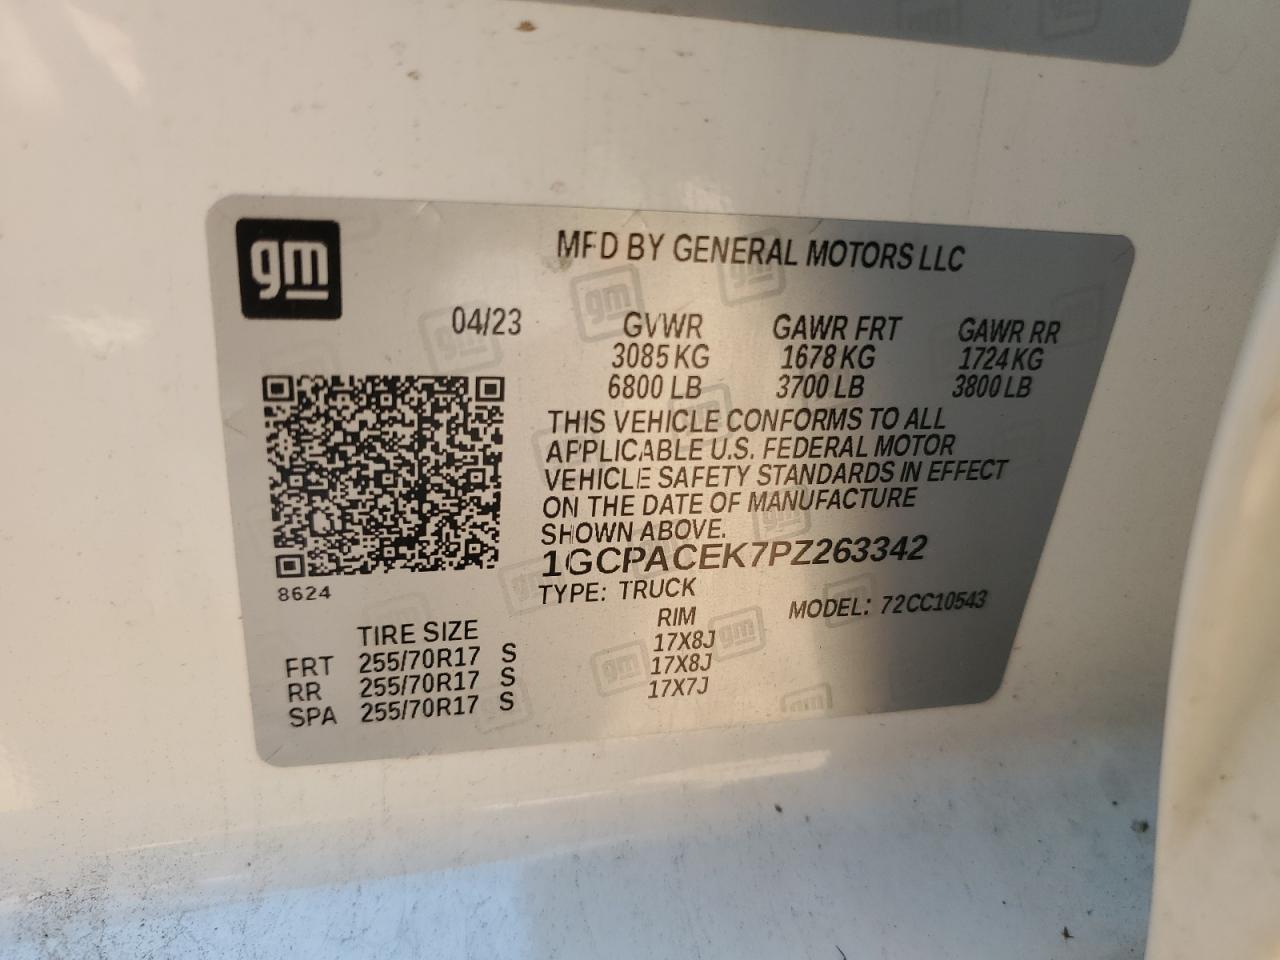 gm
MFD BY GENERAL MOTORS LLC
04/23
GVWR GAWR FRT GAWR RR
3085 KG 1678 KG 1724 KG
6800 LB 3700 LB 3800 LB
THIS VEHICLE CONFORMS TO ALL
APPLICABLE U.S. FEDERAL MOTOR
VEHICLE SAFETY STANDARDS IN EFFECT
ON THE DATE OF MANUFACTURE
SHOWN ABOVE.
1GCPACEK7PZ263342
8624
TYPE: TRUCK
MODEL: 72CC10543
TIRE SIZE RIM
FRT 255/70R17 S 17X8J
RR 255/70R17 S 17X8J
SPA 255/70R17 S 17X7J